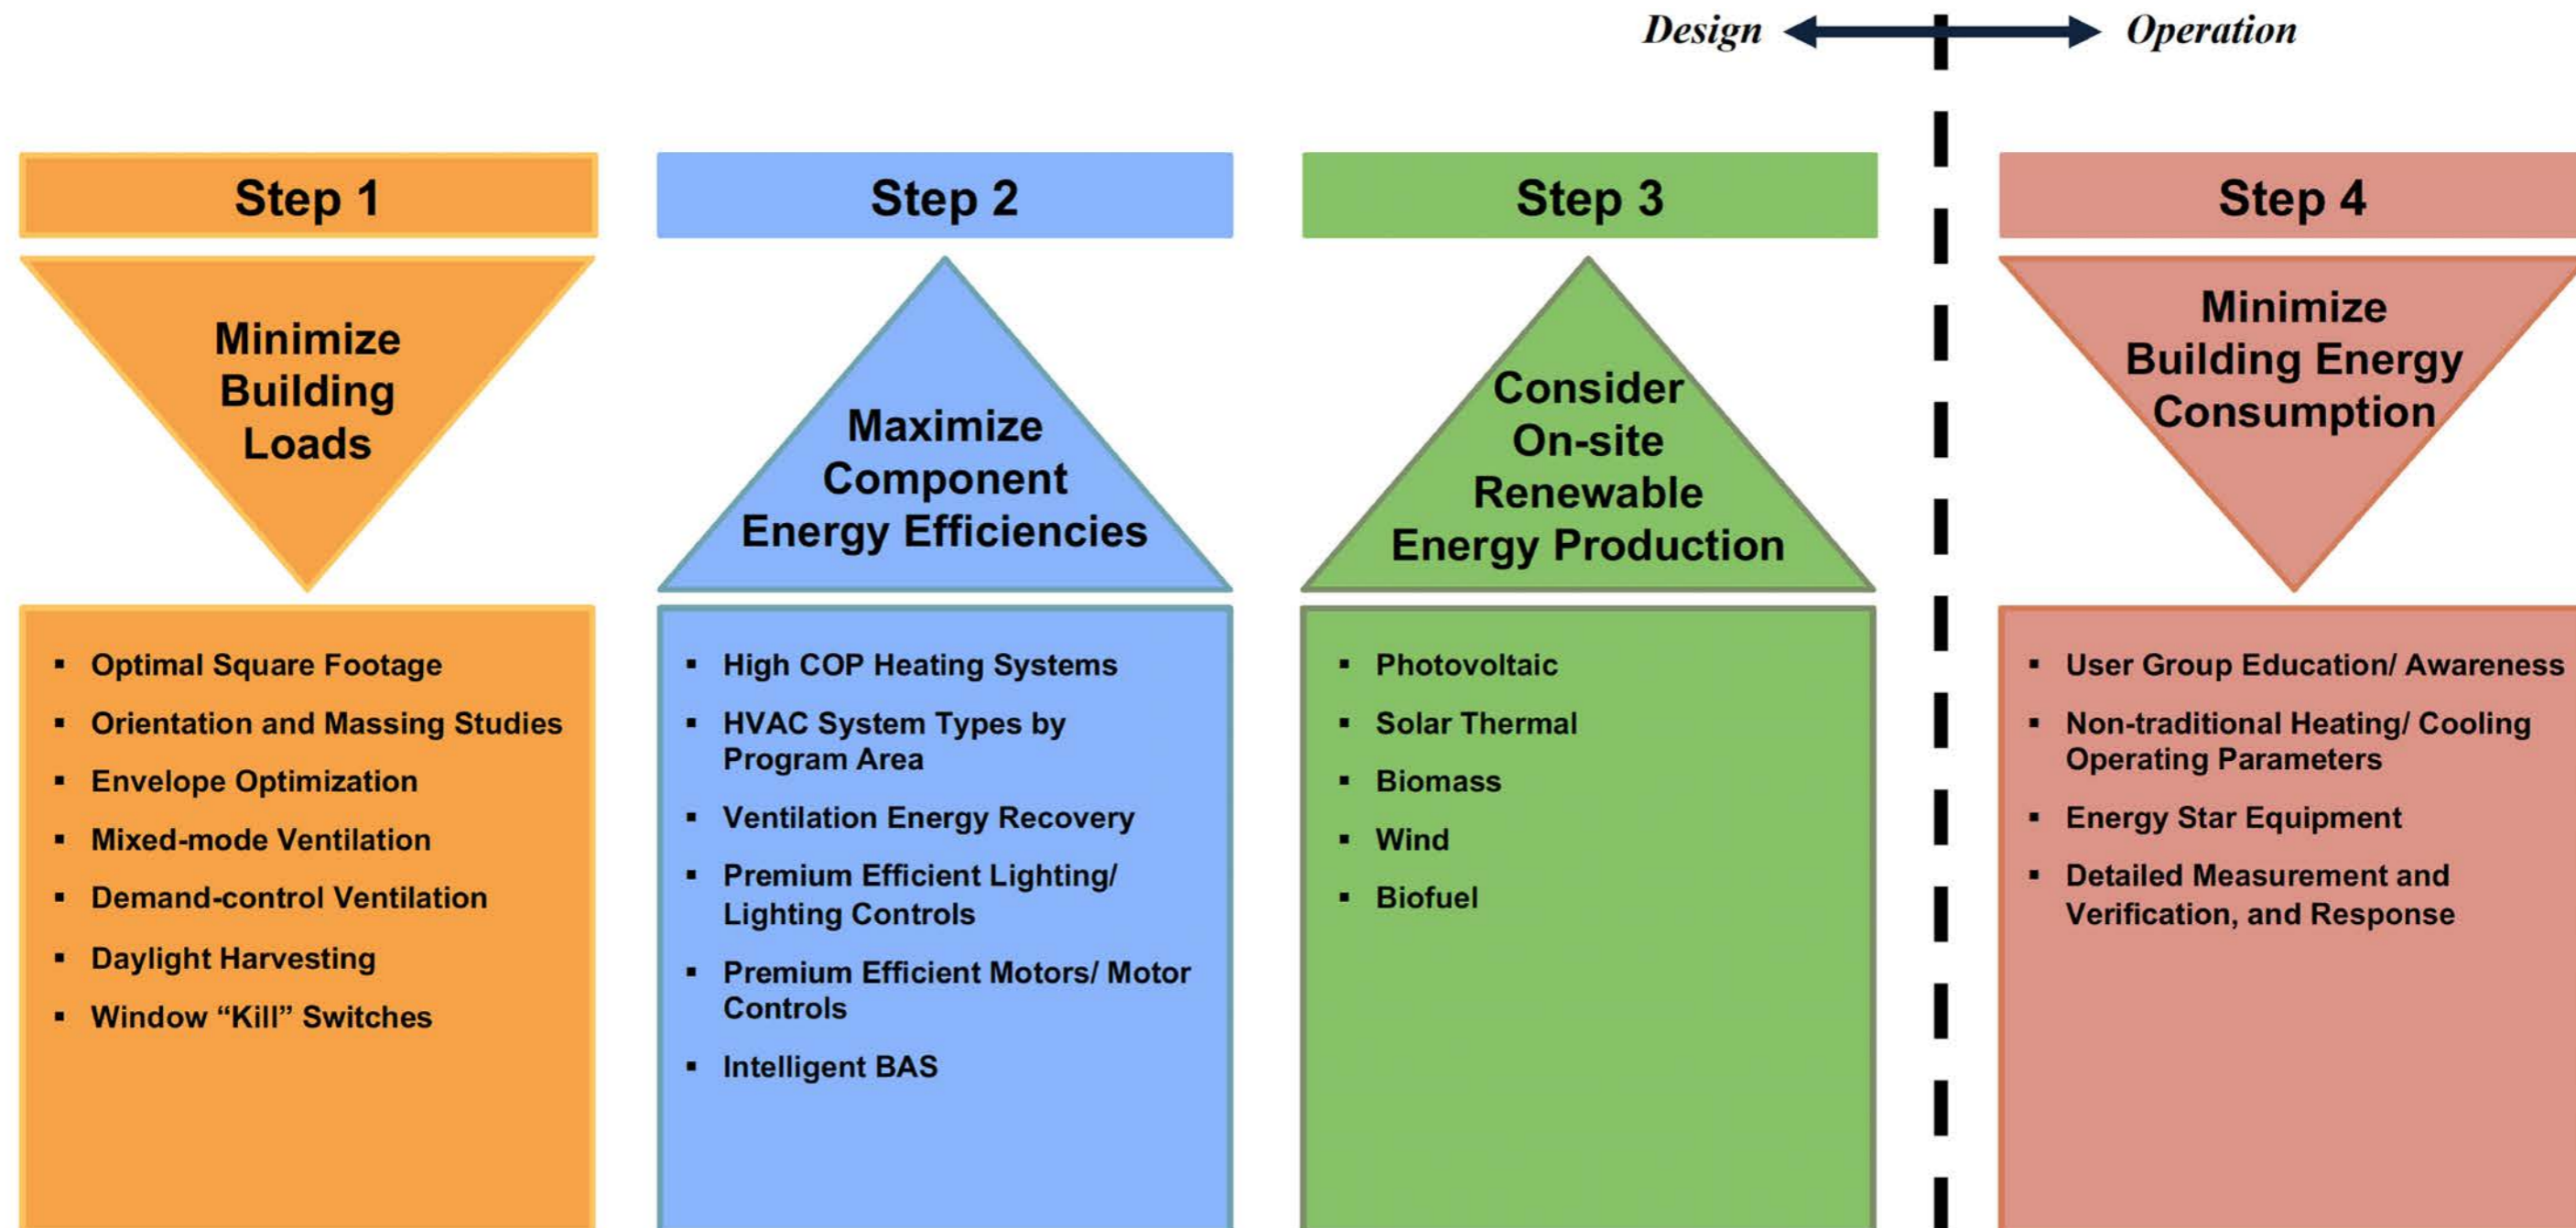 Design
Operation
Step 1
Minimize
Building
Loads
▪ Optimal Square Footage
▪ Orientation and Massing Studies
▪ Envelope Optimization
▪ Mixed-mode Ventilation
▪ Demand-control Ventilation
▪ Daylight Harvesting
▪ Window “Kill” Switches
Step 2
Maximize
Component
Energy Efficiencies
▪ High COP Heating Systems
▪ HVAC System Types by
Program Area
▪ Ventilation Energy Recovery
▪ Premium Efficient Lighting/
Lighting Controls
▪ Premium Efficient Motors/ Motor
Controls
▪ Intelligent BAS
Step 3
Consider
On-site
Renewable
Energy Production
▪ Photovoltaic
▪ Solar Thermal
▪ Biomass
▪ Wind
▪ Biofuel
Step 4
Minimize
Building Energy
Consumption
▪ User Group Education/ Awareness
▪ Non-traditional Heating/ Cooling
Operating Parameters
▪ Energy Star Equipment
▪ Detailed Measurement and
Verification, and Response